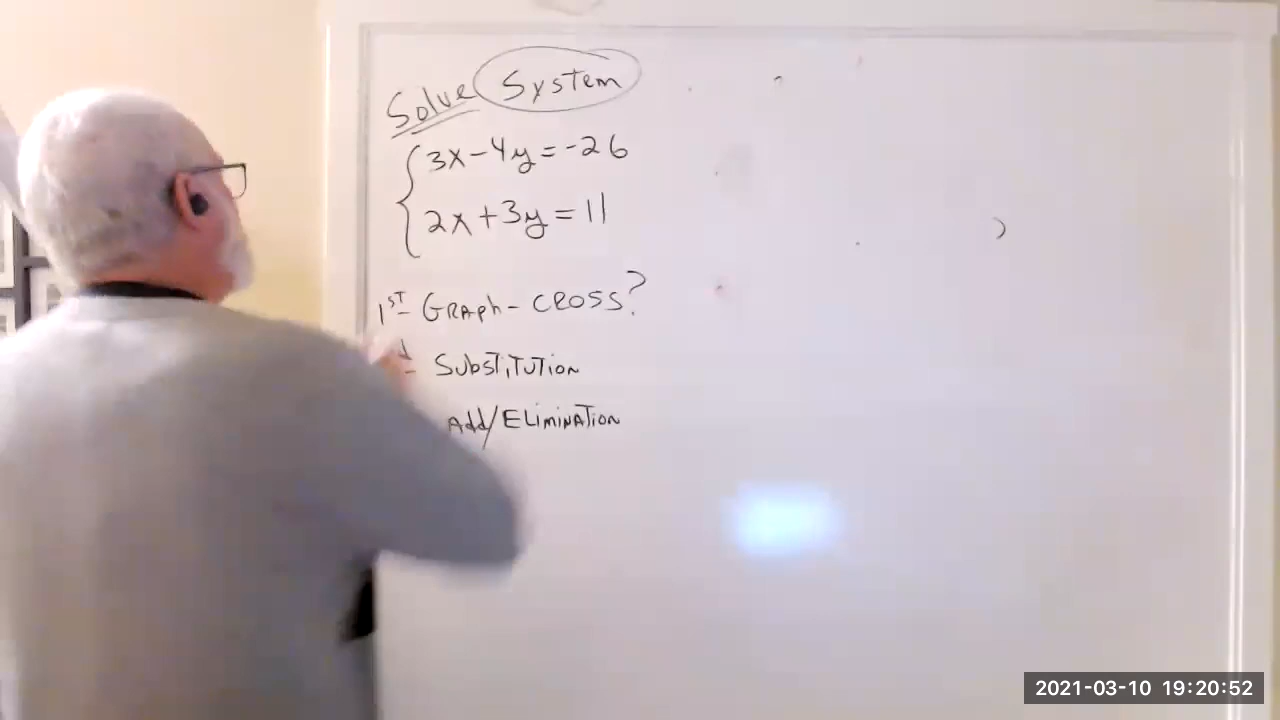 Solve System
3x-4y=-26
2x+3y=11
1ST GRAPh-CROSS?
d SUBSTITUTION
Add/ELiMiNATION
2021-03-10 19:20:52